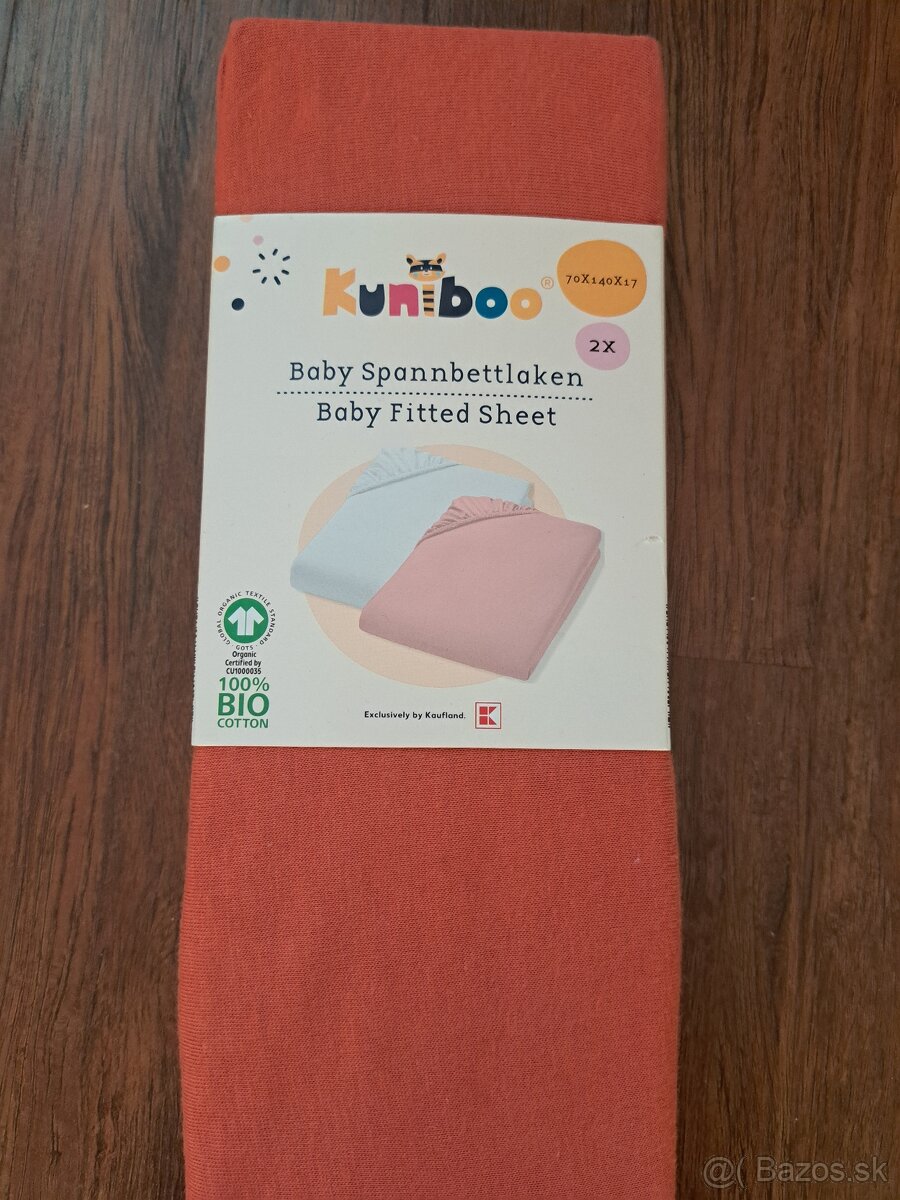 Kuniboo®
70X140X17
2X
Baby Spannbettlaken
Baby Fitted Sheet
GLOBAL ORGANIC TEXTILE STANDARD
GOTS
Organic
Certified by
CU1000035
100%
BIO
COTTON
Exclusively by Kaufland.
K
@( Bazos.sk